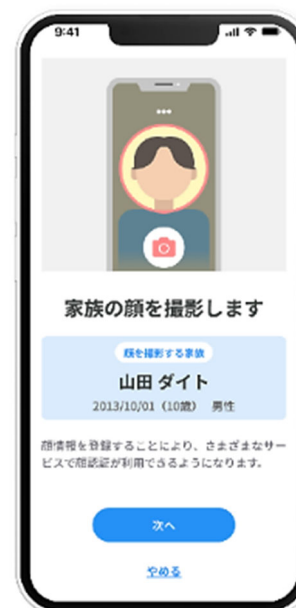 9:41
家族の顔を撮影します
顔を撮影する家族
山田 ダイト
2013/10/01（10歳） 男性
顔情報を登録することにより、さまざまなサー
ビスで顔認証が利用できるようになります。
次へ
やめる